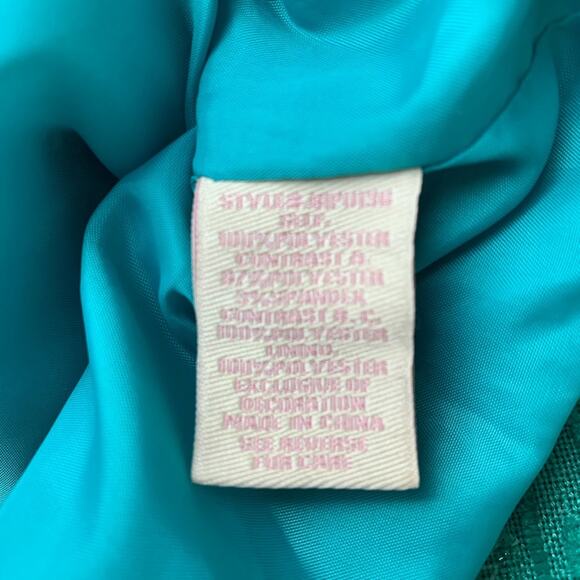 STYLE#
SELF.
100%POLYESTER
CONTRAST A.
97%POLYESTER
3%SPANDEX
CONTRAST B. C.
100%POLYESTER
LINING.
100%POLYESTER
EXCLUSIVE OF
DECORATION
MADE IN CHINA
SEE REVERSE
FOR CARE